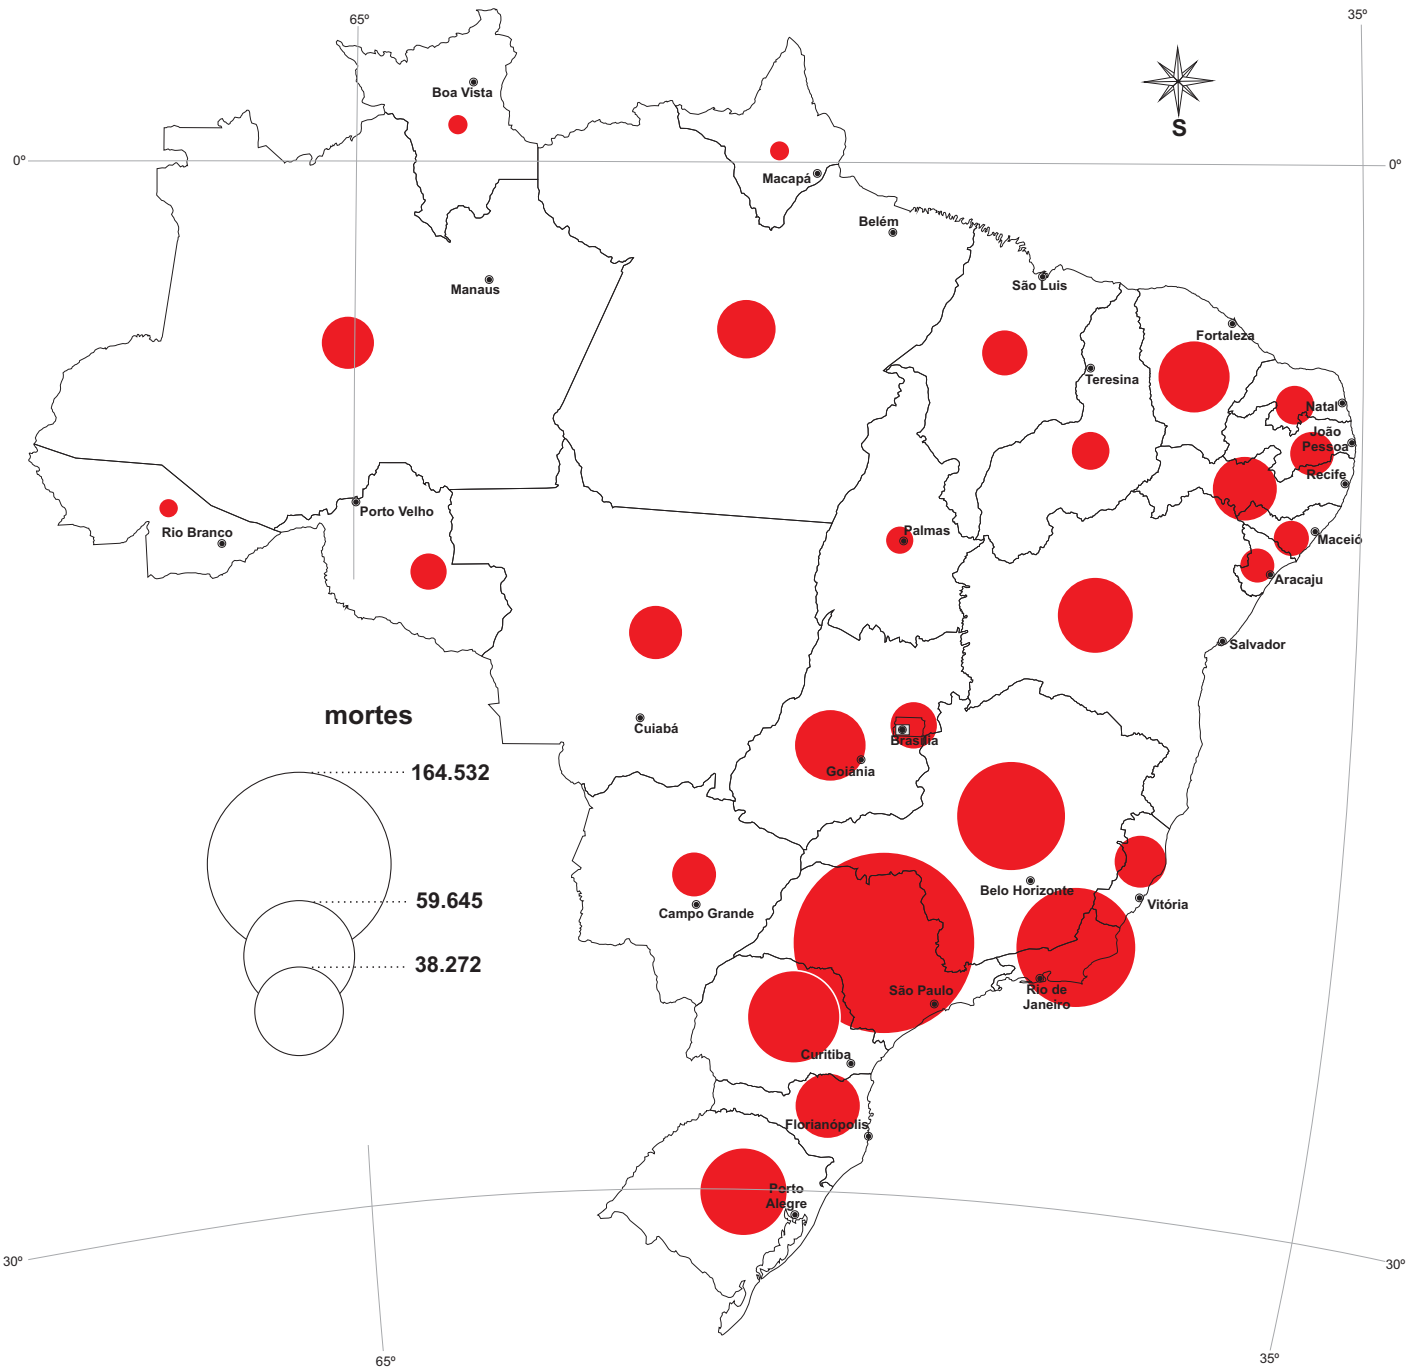 65º
35º
Boa Vista
S
0º
0º
Macapá
Belém
Manaus
São Luis
Fortaleza
Teresina
Natal
João
Pessoa
Recife
Porto Velho
Rio Branco
Palmas
Maceió
Aracaju
Salvador
mortes
Cuiabá
Brasília
164.532
Goiânia
59.645
Belo Horizonte
Campo Grande
Vitória
38.272
São Paulo
Rio de
Janeiro
Curitiba
Florianópolis
Porto
Alegre
30º
30º
65º
35º